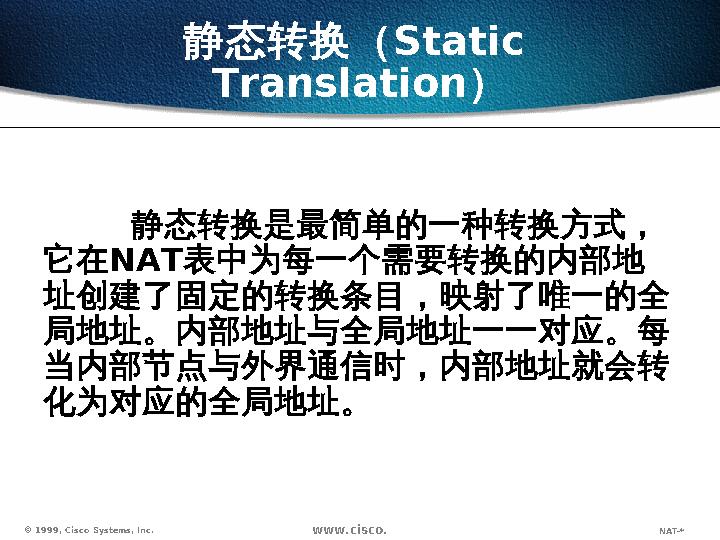 静态转换（Static
Translation）
静态转换是最简单的一种转换方式，
它在NAT表中为每一个需要转换的内部地
址创建了固定的转换条目，映射了唯一的全
局地址。内部地址与全局地址一一对应。每
当内部节点与外界通信时，内部地址就会转
化为对应的全局地址。
© 1999, Cisco Systems, Inc.
www.cisco.
NAT-*